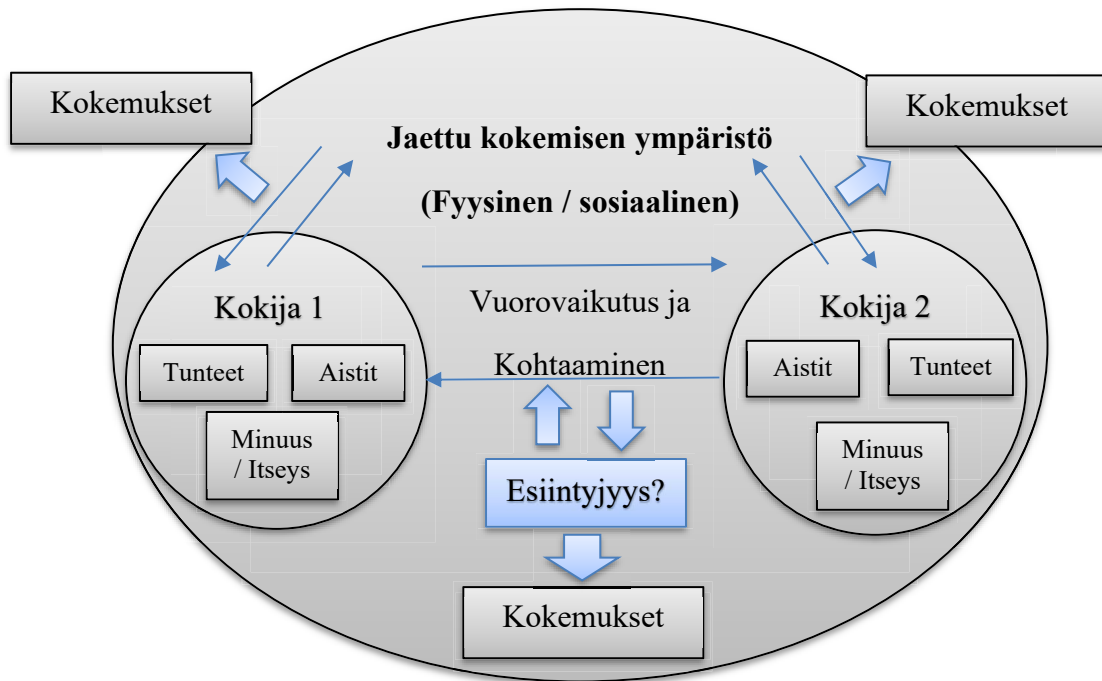 Kokemukset
Kokemukset
Jaettu kokemisen ympäristö
(Fyysinen / sosiaalinen)
Kokija 1
Tunteet
Aistit
Minuus
/ Itseys
Vuorovaikutus ja
Kohtaaminen
Kokija 2
Aistit
Tunteet
Minuus
/ Itseys
Esiintyjyys?
Kokemukset